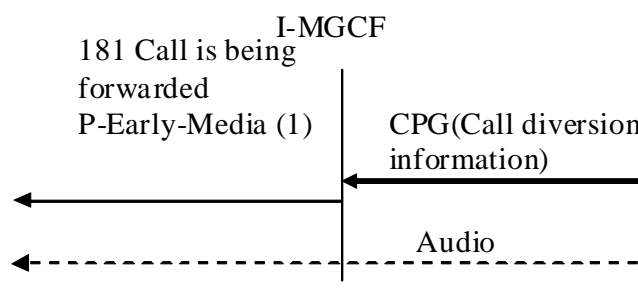 I-MGCF
181 Call is being
forwarded
P-Early-Media (1)
CPG(Call diversion
information)
Audio